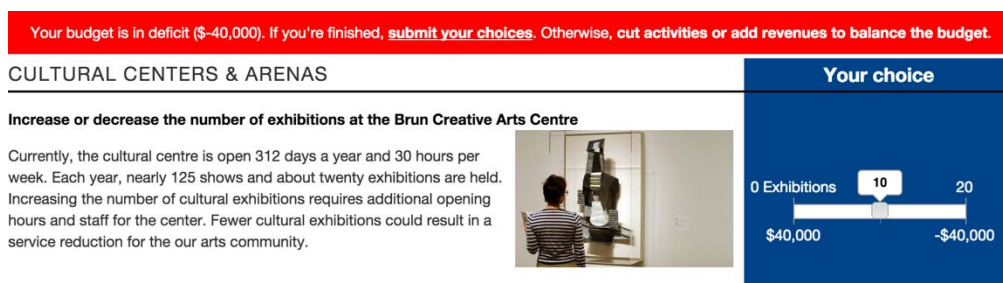 Your budget is in deficit ($-40,000). If you're finished, submit your choices. Otherwise, cut activities or add revenues to balance the budget.
CULTURAL CENTERS & ARENAS
Your choice
Increase or decrease the number of exhibitions at the Brun Creative Arts Centre
Currently, the cultural centre is open 312 days a year and 30 hours per
week. Each year, nearly 125 shows and about twenty exhibitions are held.
Increasing the number of cultural exhibitions requires additional opening
hours and staff for the center. Fewer cultural exhibitions could result in a
service reduction for the our arts community.
0 Exhibitions 10 20
$40,000 -$40,000